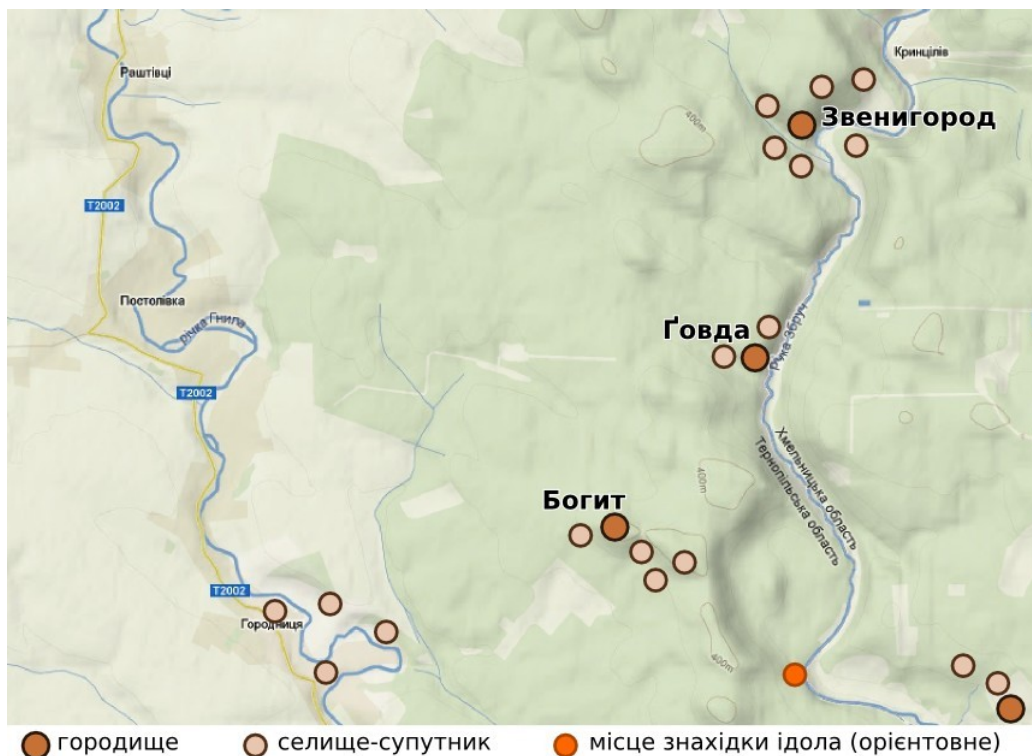 Кринцілів
Раштівці
Звенигород
400m
T2002
Постолівка
річка Гнила
Ґовда
Ріка Збруч
T2002
Хмельницька область
Тернопільська область
400m
Богит
T2002
Городниця
400m
городище
селище-супутник
місце знахідки ідола (орієнтовне)